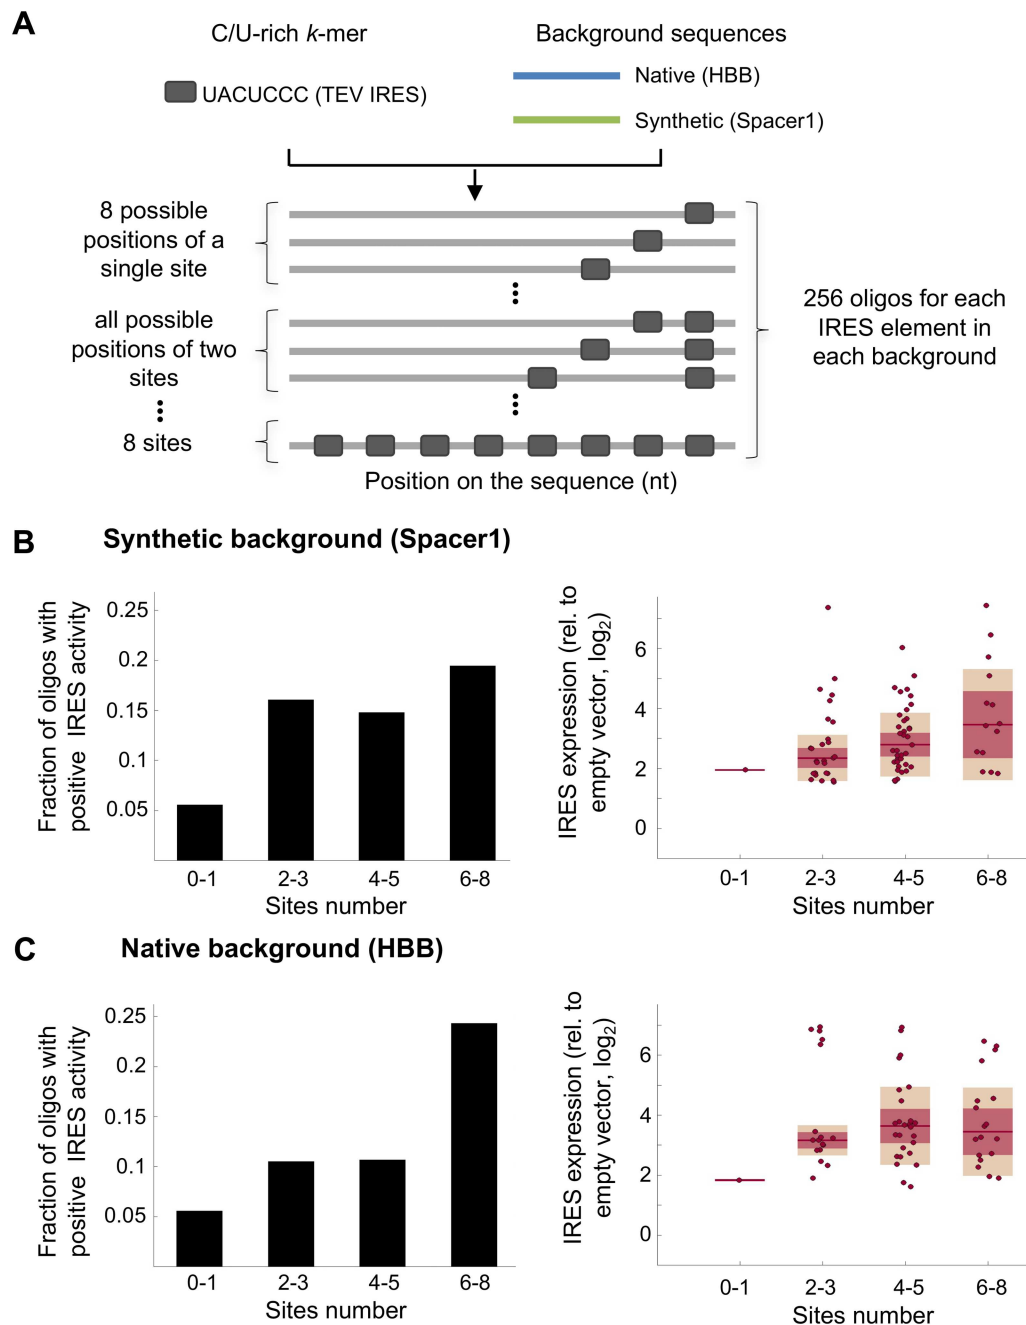 A
C/U-rich k-mer
Background sequences
UACUCCC (TEV IRES)
Native (HBB)
Synthetic (Spacer1)
8 possible
positions of a
single site
all possible
positions of two
sites
8 sites
256 oligos for each
IRES element in
each background
Position on the sequence (nt)
B
Synthetic background (Spacer1)
Fraction of oligos with
positive IRES activity
0.25
0.2
0.15
0.1
0.05
0-1
2-3
4-5
6-8
Sites number
IRES expression (rel. to
empty vector, log2)
6
4
2
0
0-1
2-3
4-5
6-8
Sites number
C
Native background (HBB)
Fraction of oligos with
positive IRES activity
0.25
0.2
0.15
0.1
0.05
0-1
2-3
4-5
6-8
Sites number
IRES expression (rel. to
empty vector, log2)
6
4
2
0
0-1
2-3
4-5
6-8
Sites number